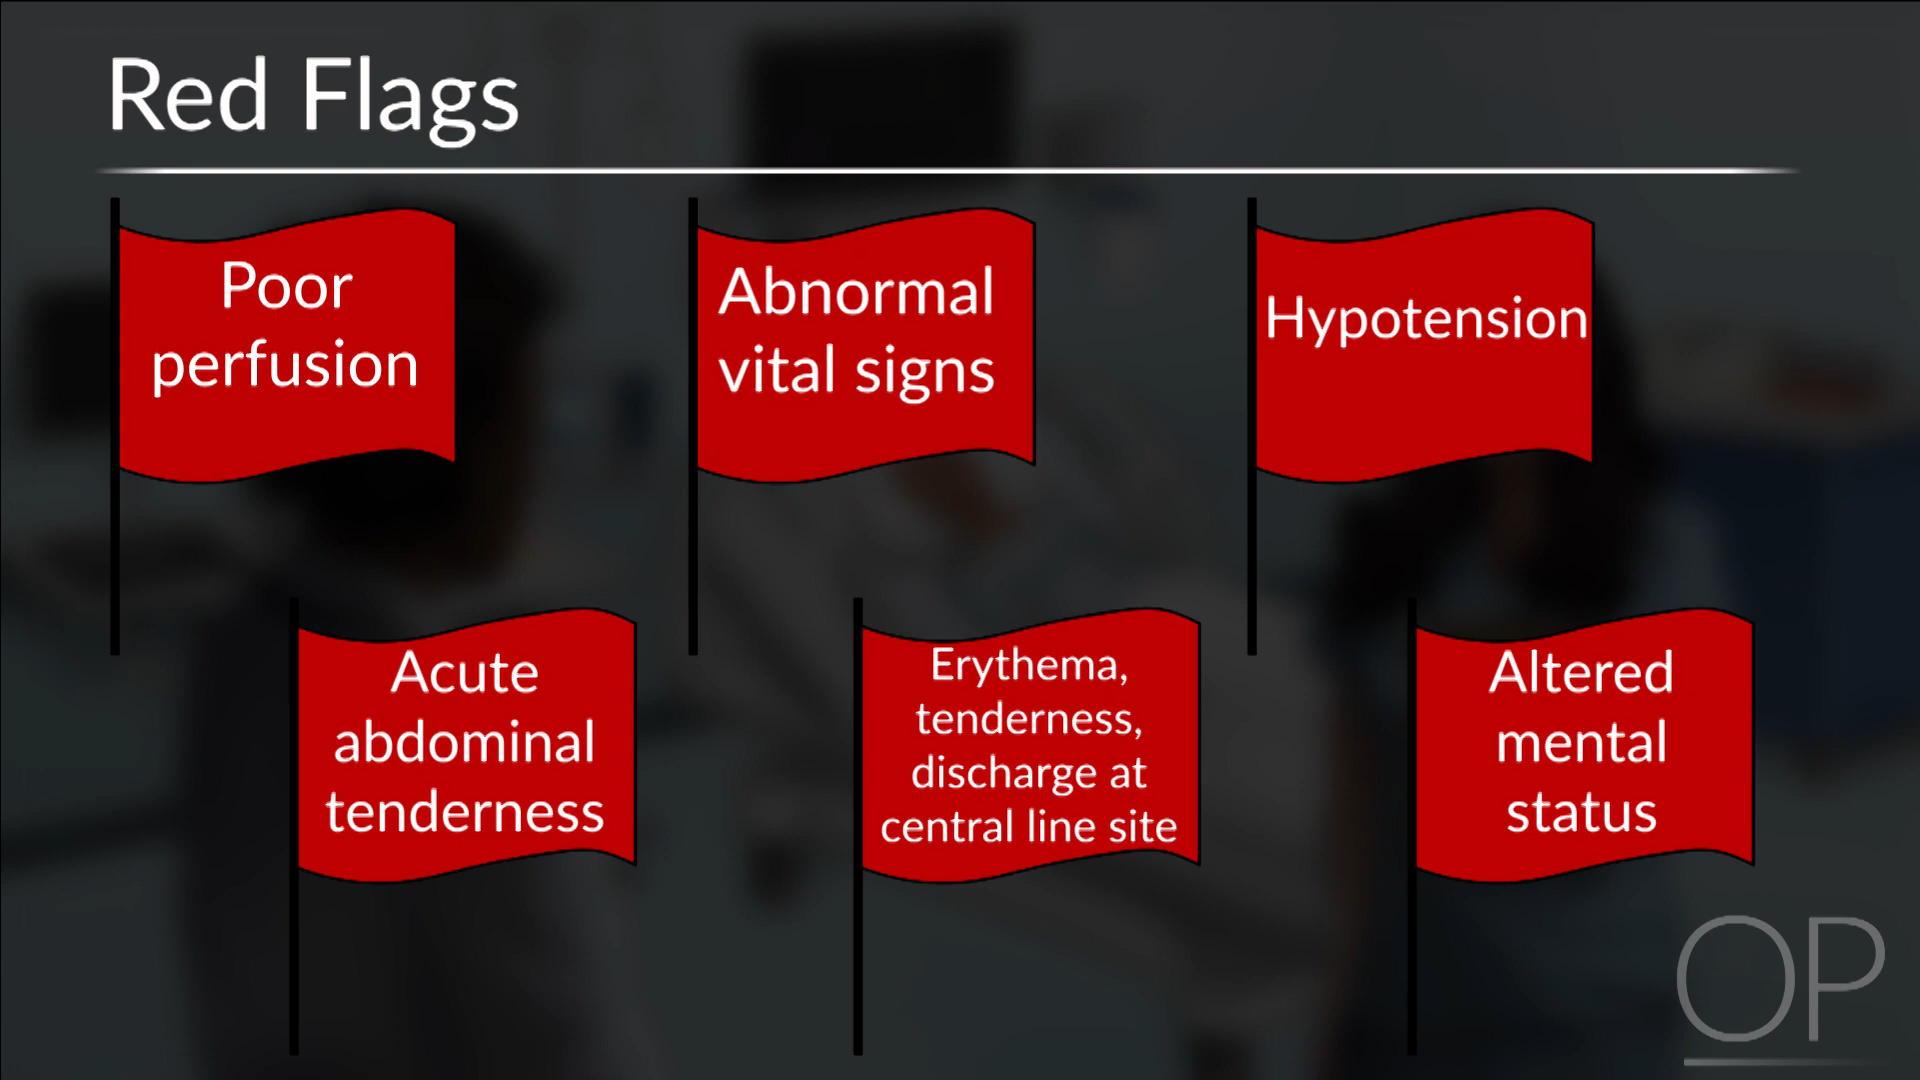 Red Flags
Poor
perfusion
Abnormal
vital signs
Hypotension
Acute
abdominal
tenderness
Erythema,
tenderness,
discharge at
central line site
Altered
mental
status
OP